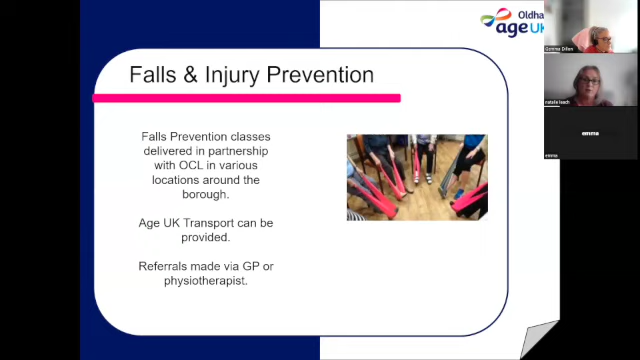 Oldha
age UK
Falls & Injury Prevention
Falls Prevention classes
delivered in partnership
with OCL in various
locations around the
borough.
Age UK Transport can be
provided.
Referrals made via GP or
physiotherapist.
Gemma Dillon
natalie leach
emma
emma